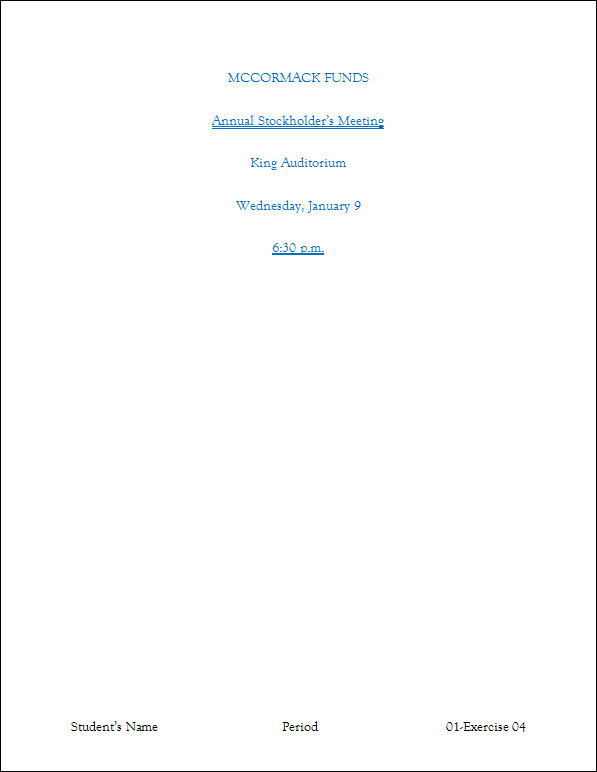 MCCORMACK FUNDS
Annual Stockholder's Meeting
King Auditorium
Wednesday, January 9
6:30 p.m.
Student's Name Period 01-Exercise 04